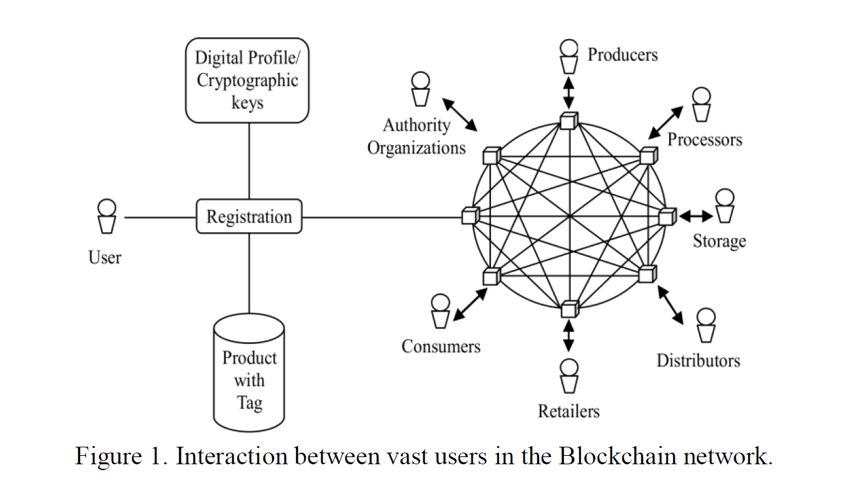 Digital Profile/
Cryptographic
keys
Producers
Authority
Organizations
Processors
User
Registration
Storage
Product
with
Tag
Consumers
Distributors
Retailers
Figure 1. Interaction between vast users in the Blockchain network.